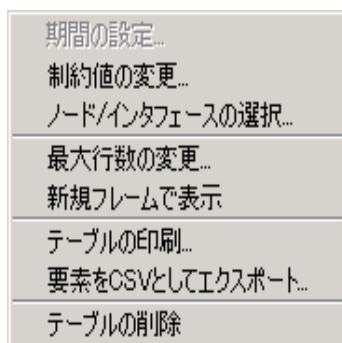 期間の設定...
制約値の変更...
ノード/インタフェースの選択...
最大行数の変更...
新規フレームで表示
テーブルの印刷...
要素をCSVとしてエクスポート...
テーブルの削除